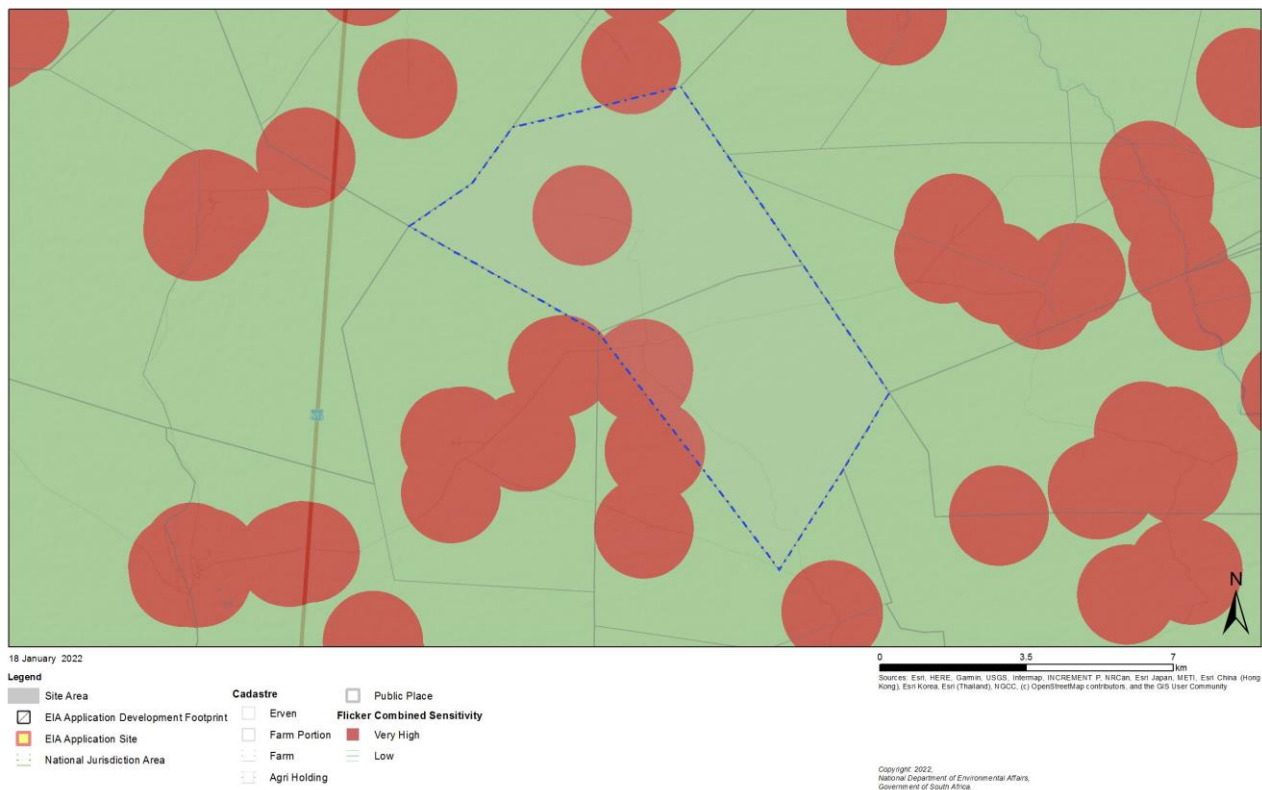 N
18 January 2022
0 3.5 7
km
Sources: Esri, HERE, Garmin, USGS, Intermap, INCREMENT P, NRCan, Esri Japan, METI, Esri China (Hong
Kong), Esri Korea, Esri (Thailand), NGCC, (c) OpenStreetMap contributors, and the GIS User Community
Legend
Site Area
EIA Application Development Footprint
EIA Application Site
National Jurisdiction Area
Cadastre
Erven
Farm Portion
Farm
Agri Holding
Public Place
Flicker Combined Sensitivity
Very High
Low
Copyright: 2022,
National Department of Environmental Affairs,
Government of South Africa.